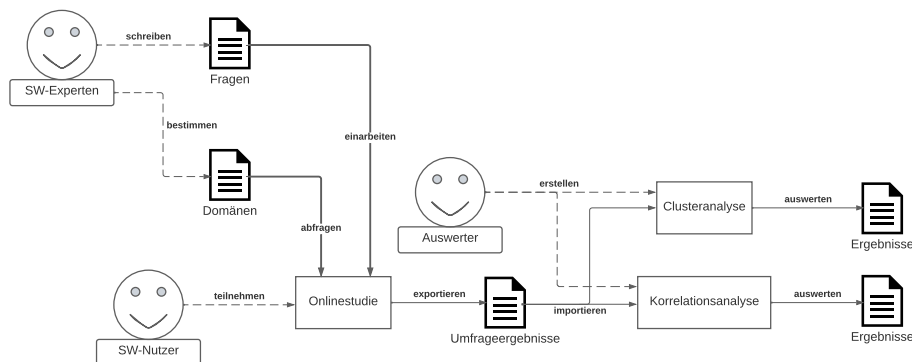 schreiben
SW-Experten
Fragen
bestimmen
einarbeiten
Domänen
abfragen
erstellen
Auswerter
Clusteranalyse
auswerten
Ergebnisse
teilnehmen
SW-Nutzer
Onlinestudie
exportieren
Umfrageergebnisse
importieren
Korrelationsanalyse
auswerten
Ergebnisse